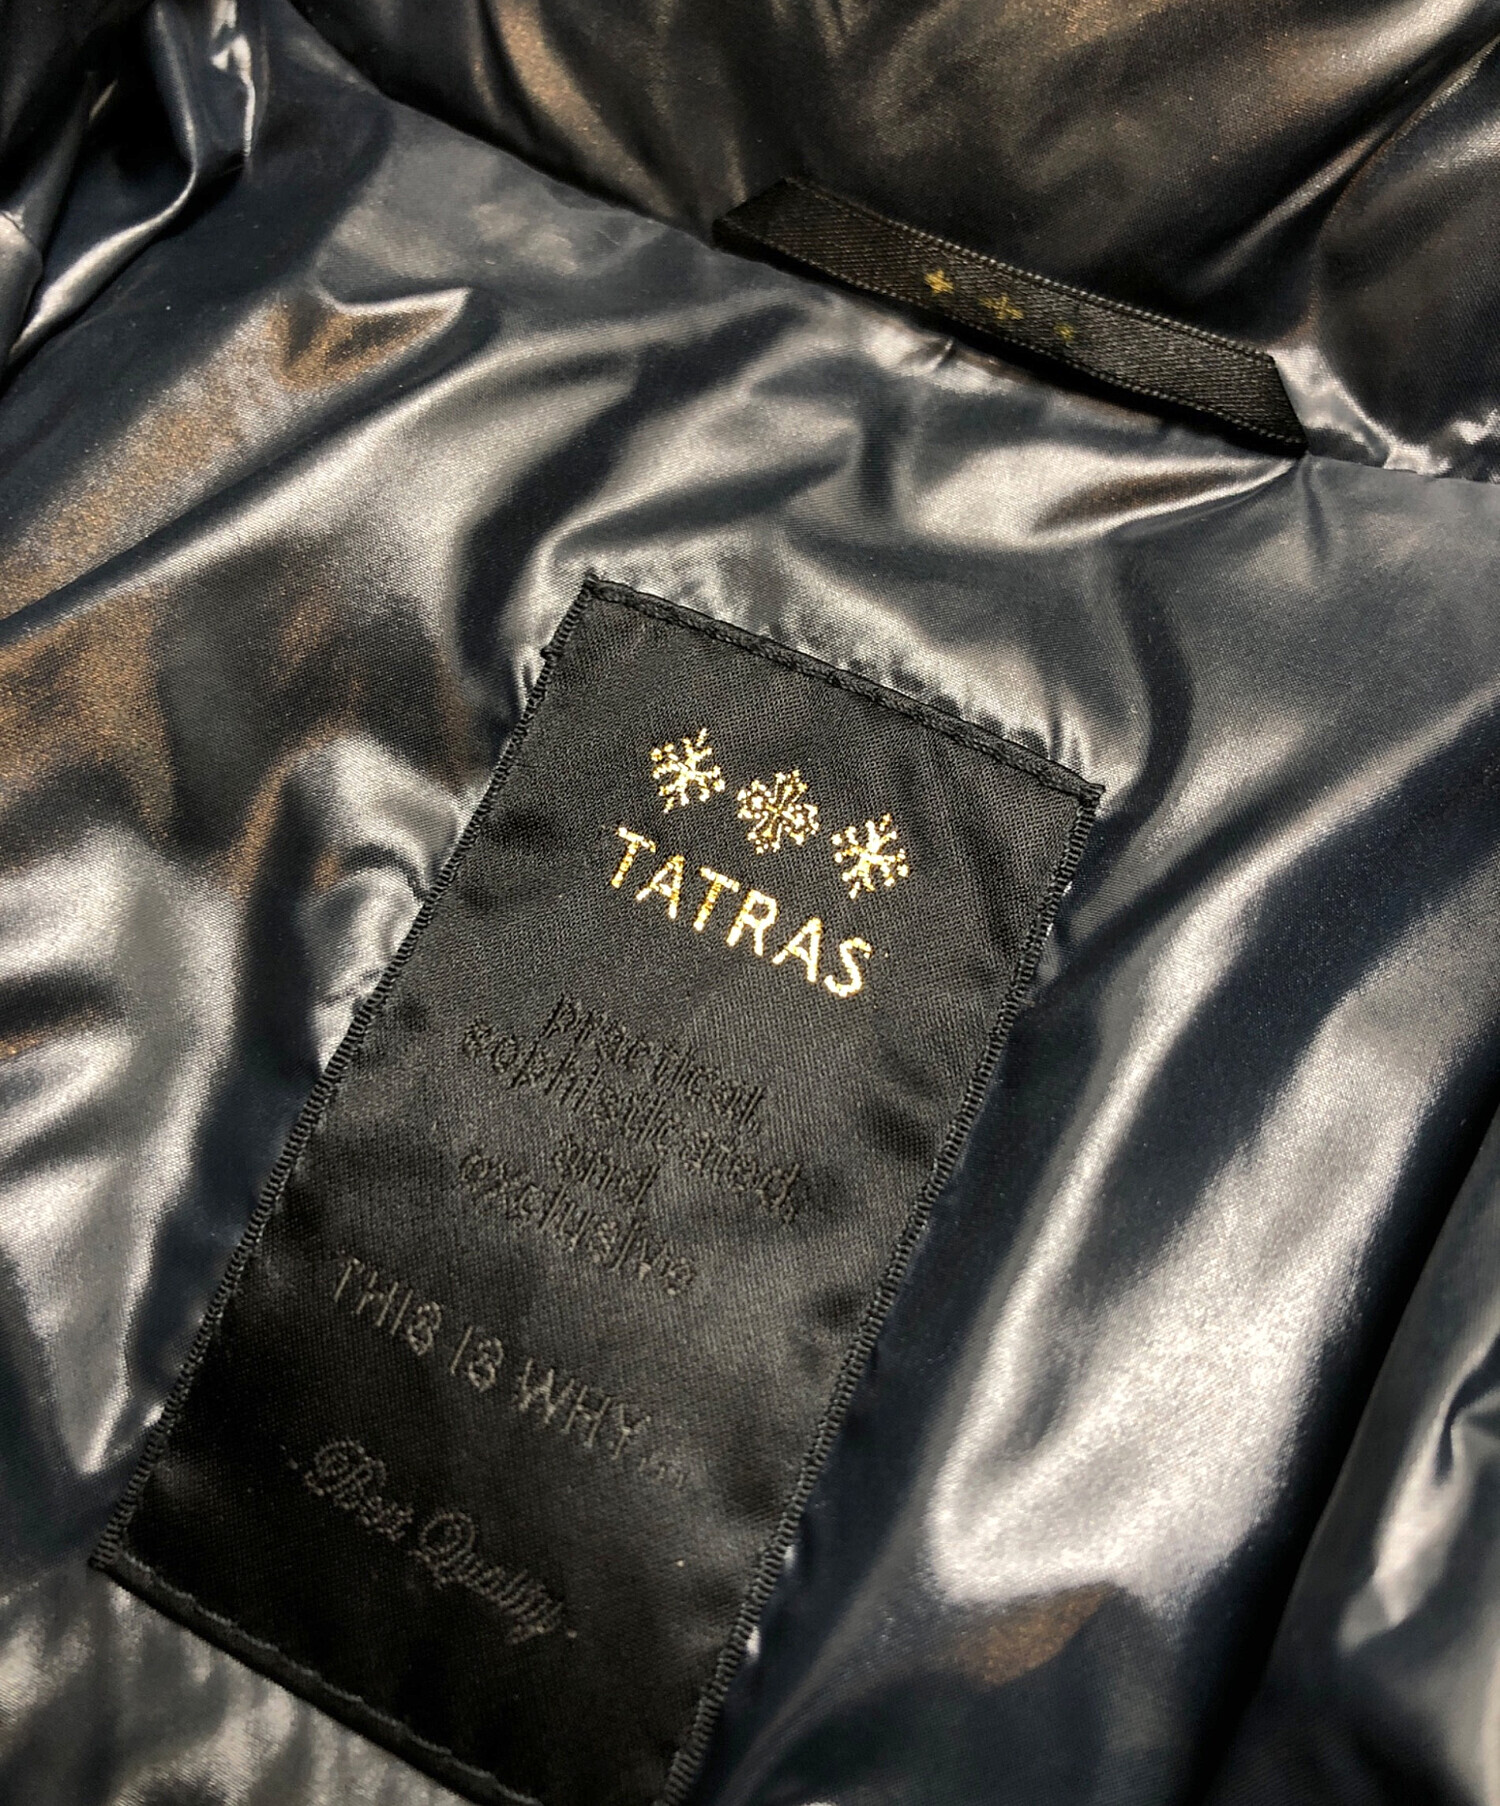 TATRAS
practical,
sophisticated,
and
exclusive
THIS IS WHY...
Best Quality